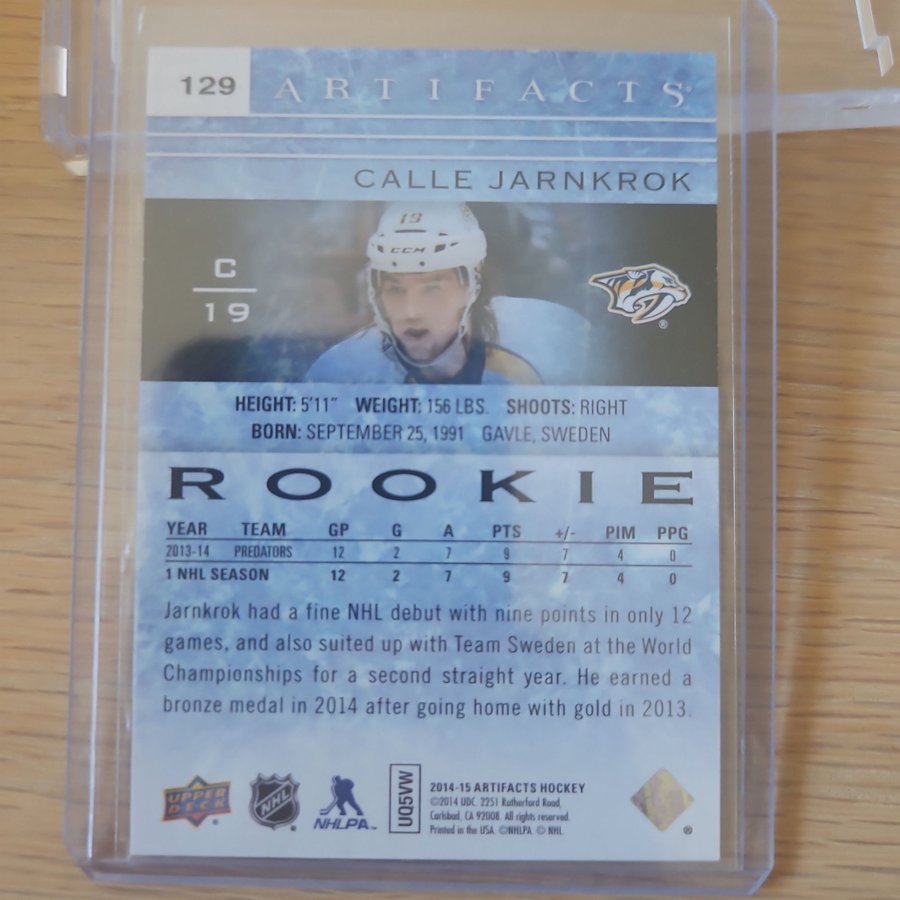 129 ARTIFACTS
CALLE JARNKROK
19
CCM
C
19
HEIGHT: 5'11" WEIGHT: 156 LBS. SHOOTS: RIGHT
BORN: SEPTEMBER 25, 1991 GAVLE, SWEDEN
ROOKIE
YEAR TEAM GP G A PTS +/- PIM PPG
2013-14 PREDATORS 12 2 7 9 7 4 0
1 NHL SEASON 12 2 7 9 7 4 0
Jarnkrok had a fine NHL debut with nine points in only 12
games, and also suited up with Team Sweden at the World
Championships for a second straight year. He earned a
bronze medal in 2014 after going home with gold in 2013.
UPPER DECK
NHL
NHLPA
UQ5VW
2014-15 ARTIFACTS HOCKEY
©2014 UDC. 2251 Rutherford Road,
Carlsbad, CA 92008. All rights reserved.
Printed in the USA. ©NHLPA. © NHL.